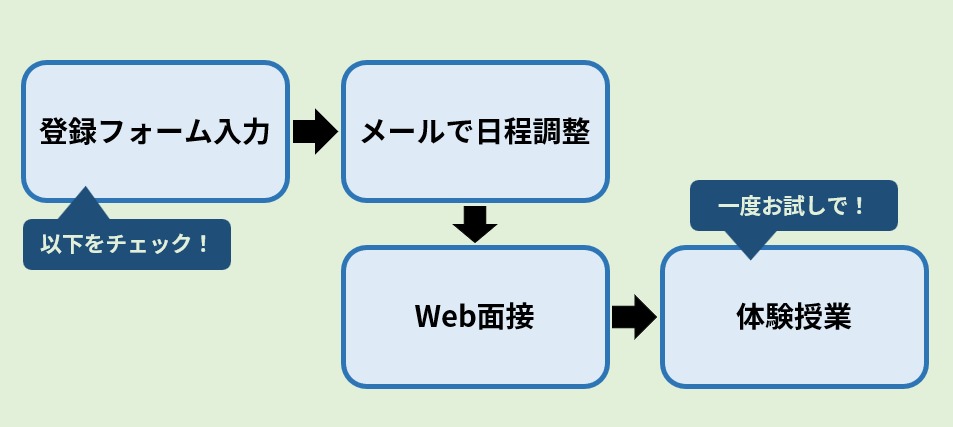 登録フォーム入力
メールで日程調整
以下をチェック！
一度お試しで！
Web面接
体験授業